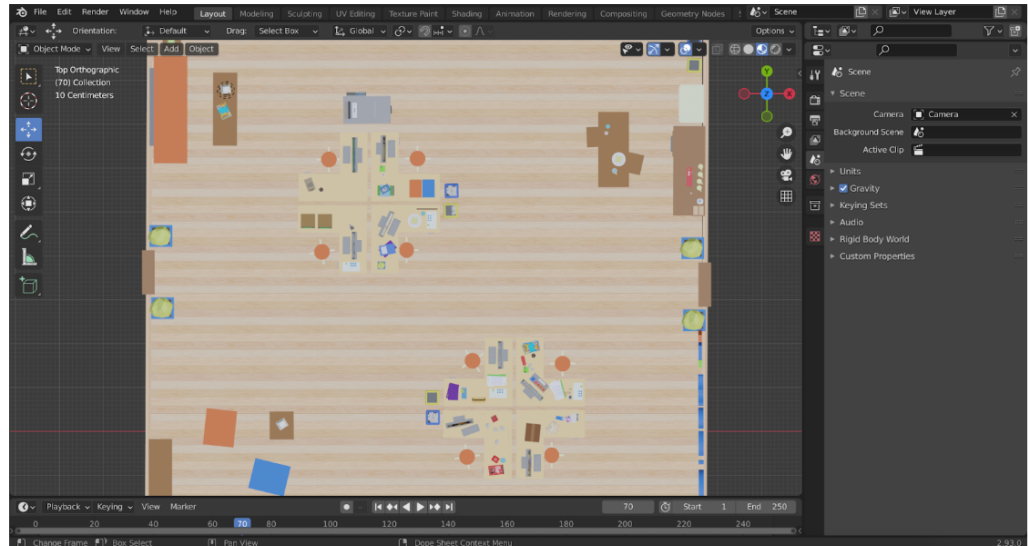 File Edit Render Window Help Layout Modeling Sculpting UV Editing Texture Paint Shading Animation Rendering Compositing Geometry Nodes Scene View Layer
Orientation: Default Drag: Select Box Global Options
Object Mode View Select Add Object
Top Orthographic
(70) Collection
10 Centimeters
Y
Z
X
Scene
Scene
Camera Camera
Background Scene
Active Clip
Units
Gravity
Keying Sets
Audio
Rigid Body World
Custom Properties
Playback Keying View Marker 70 Start 1 End 250
0 20 40 60 70 80 100 120 140 160 180 200 220 240
Change Frame Box Select Pan View Dope Sheet Context Menu 2.93.0